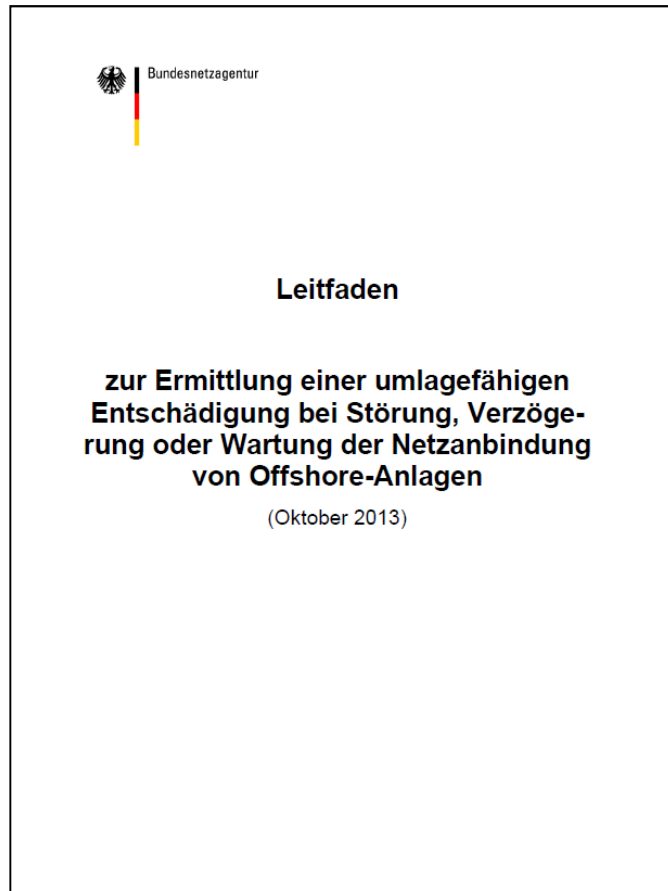 Bundesnetzagentur
Leitfaden
zur Ermittlung einer umlagefähigen
Entschädigung bei Störung, Verzöge-
rung oder Wartung der Netzanbindung
von Offshore-Anlagen
(Oktober 2013)